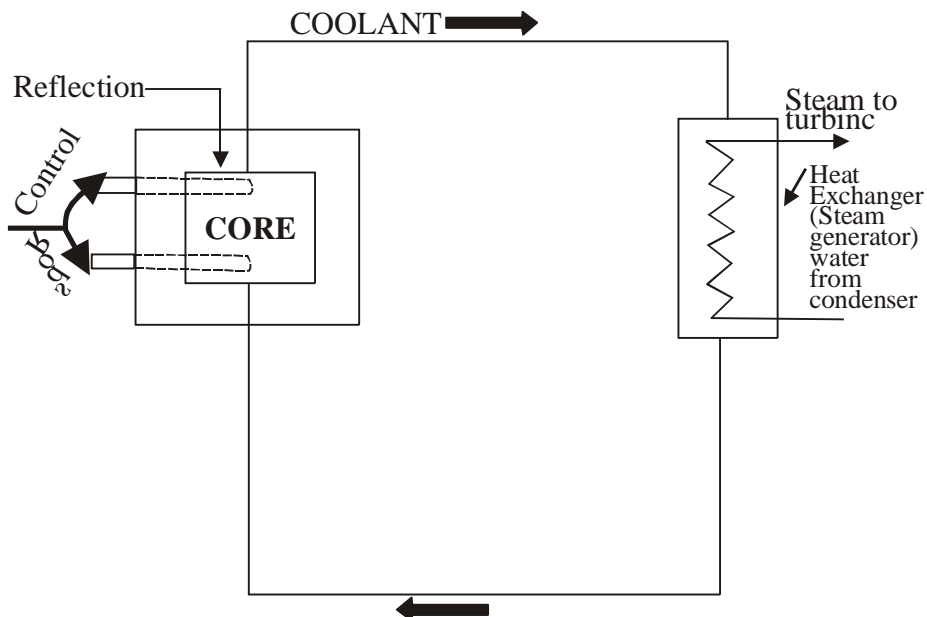 COOLANT
Reflection
Control
Rods
CORE
Steam to
turbinc
Heat
Exchanger
(Steam
generator)
water
from
condenser